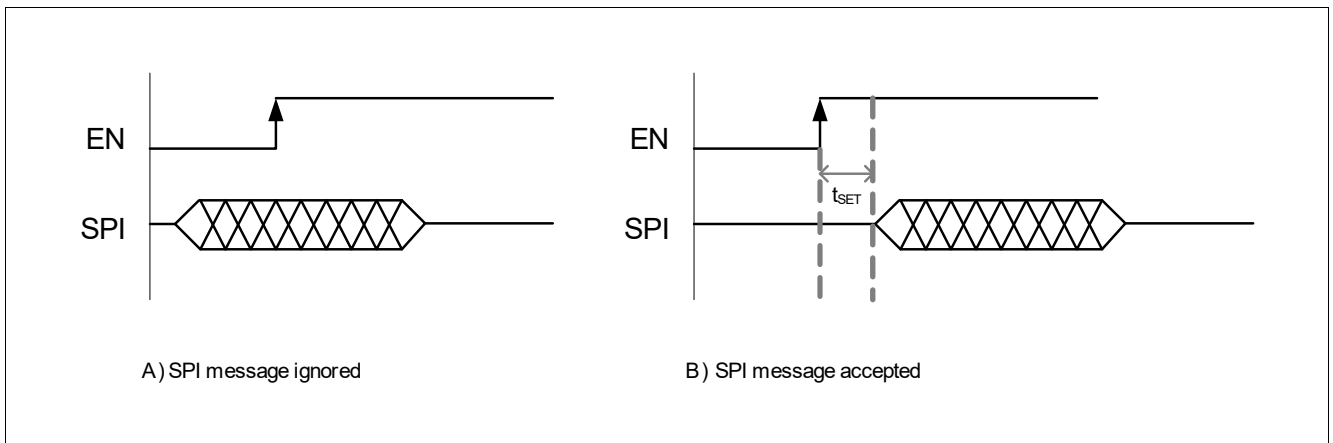 EN
SPI
A) SPI message ignored
EN
tSET
SPI
B) SPI message accepted